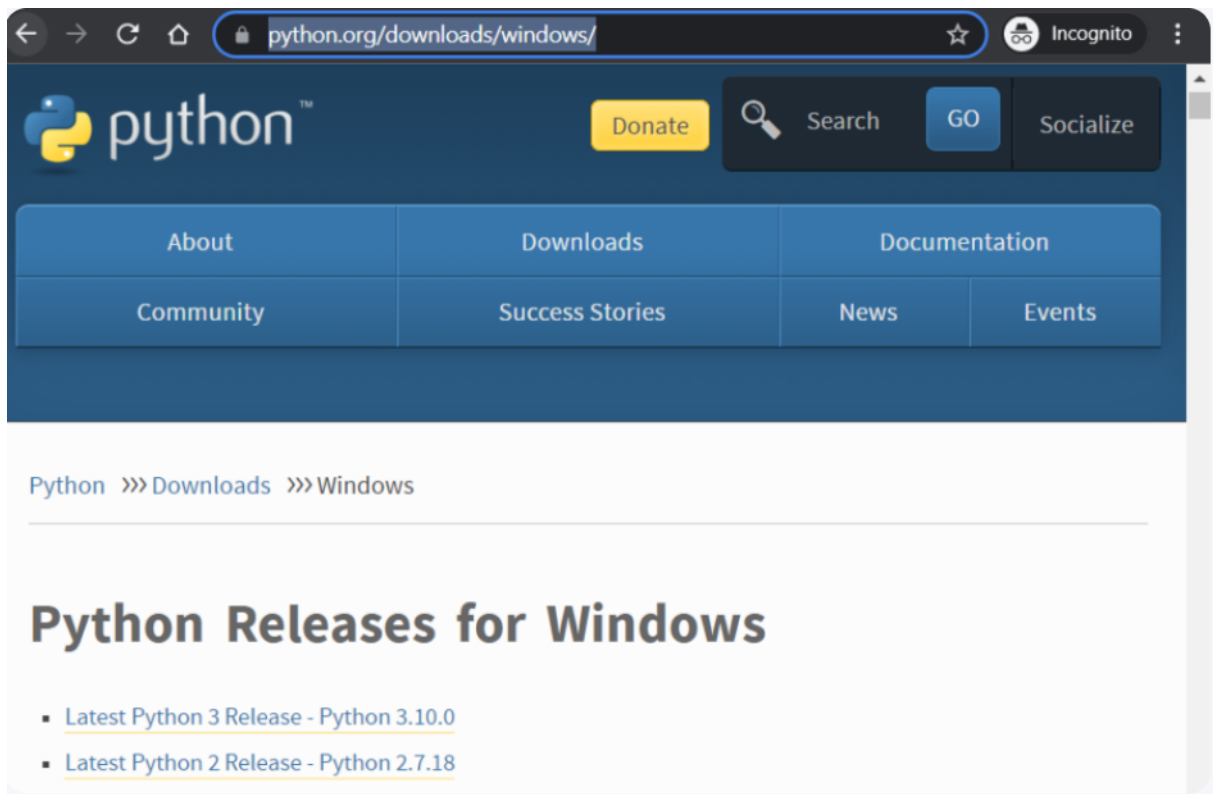 python.org/downloads/windows/
Incognito
python™
Donate
Search
GO
Socialize
About
Downloads
Documentation
Community
Success Stories
News
Events
Python >>> Downloads >>> Windows
Python Releases for Windows
Latest Python 3 Release - Python 3.10.0
Latest Python 2 Release - Python 2.7.18